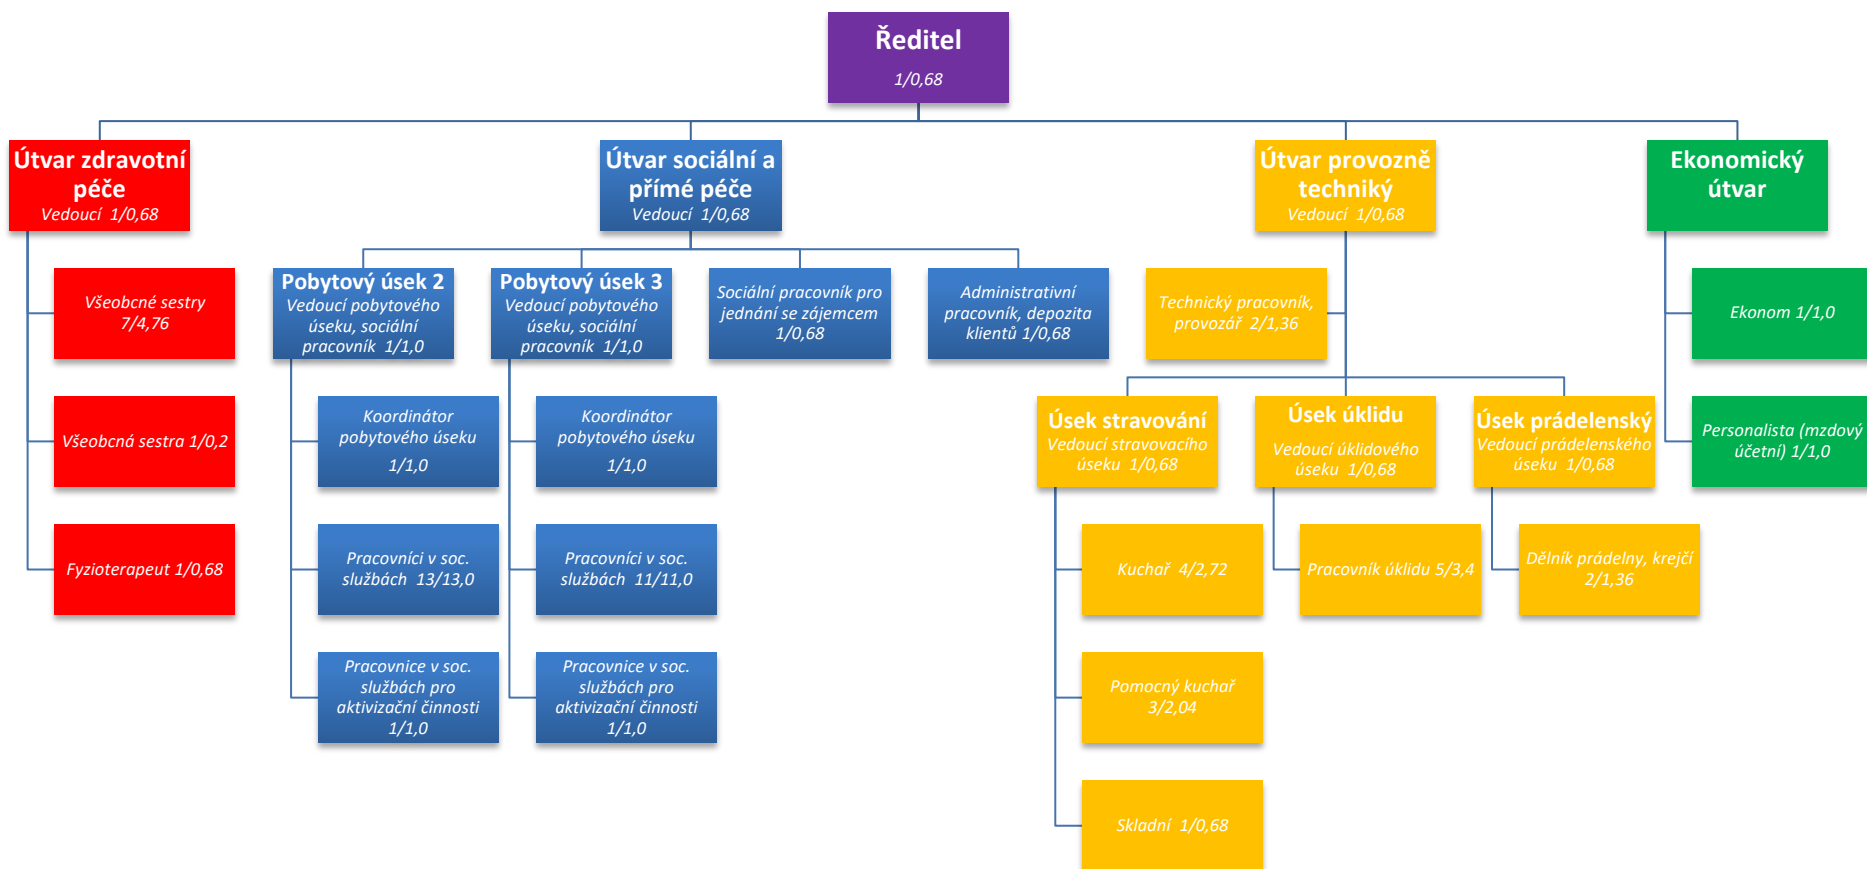 Ředitel
1/0,68
Útvar zdravotní
péče
Vedoucí 1/0,68
Útvar sociální a
přímé péče
Vedoucí 1/0,68
Útvar provozně
techniký
Vedoucí 1/0,68
Ekonomický
útvar
Všeobcné sestry
7/4,76
Všeobcná sestra 1/0,2
Fyzioterapeut 1/0,68
Pobytový úsek 2
Vedoucí pobytového
úseku, sociální
pracovník 1/1,0
Koordinátor
pobytového úseku
1/1,0
Pracovníci v soc.
službách 13/13,0
Pracovnice v soc.
službách pro
aktivizační činnosti
1/1,0
Pobytový úsek 3
Vedoucí pobytového
úseku, sociální
pracovník 1/1,0
Koordinátor
pobytového úseku
1/1,0
Pracovníci v soc.
službách 11/11,0
Pracovnice v soc.
službách pro
aktivizační činnosti
1/1,0
Sociální pracovník pro
jednání se zájemcem
1/0,68
Administrativní
pracovník, depozita
klientů 1/0,68
Technický pracovník,
provozář 2/1,36
Úsek stravování
Vedoucí stravovacího
úseku 1/0,68
Kuchař 4/2,72
Pomocný kuchař
3/2,04
Skladní 1/0,68
Úsek úklidu
Vedoucí úklidového
úseku 1/0,68
Pracovník úklidu 5/3,4
Úsek prádelenský
Vedoucí prádelenského
úseku 1/0,68
Dělník prádelny, krejčí
2/1,36
Ekonom 1/1,0
Personalista (mzdový
účetní) 1/1,0